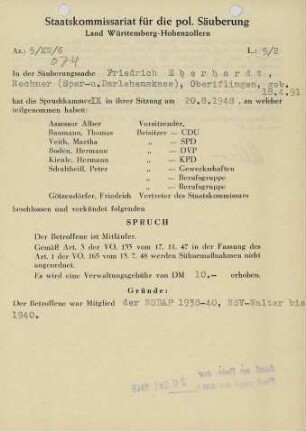 Staatskommissariat für die pol. Säuberung
Land Württemberg-Hohenzollern
Az.: 5/XII/6 L.: 5/2
074
In der Säuberungssache Friedrich Eberhardt,
Rechner (Spar-u.Darlehenskasse), Oberiflingen, geb.
18.4.91
hat die Spruchkammer IX in ihrer Sitzung am 20.8.1948, an welcher
teilgenommen haben:
Assessor Alber Vorsitzender,
Baumann, Thomas Beisitzer — CDU
Veith, Martha „ — SPD
Boden, Hermann „ — DVP
Kienle, Hermann „ — KPD
Schultheiß, Peter „ — Gewerkschaften
„ — Berufsgruppe
„ — Berufsgruppe
Götzendörfer, Friedrich Vertreter des Staatskommissars
beschlossen und verkündet folgenden
SPRUCH
Der Betroffene ist Mitläufer.
Gemäß Art. 3 der VO. 133 vom 17. 11. 47 in der Fassung des
Art. 1 der VO. 165 vom 13. 7. 48 werden Sühnemaßnahmen nicht
angeordnet.
Es wird eine Verwaltungsgebühr von DM 10.— erhoben.
Gründe:
Der Betroffene war Mitglied der NSDAP 1938-40, NSV-Walter bis
1940.